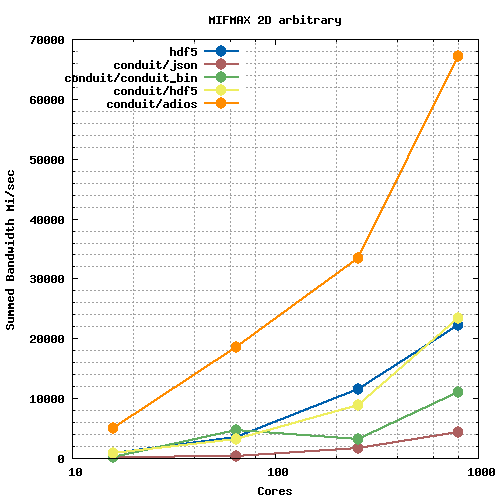 MIFMAX 2D arbitrary
70000
60000
50000
40000
30000
20000
10000
0
Summed Bandwidth Mi/sec
hdf5
conduit/json
conduit/conduit_bin
conduit/hdf5
conduit/adios
10
100
1000
Cores